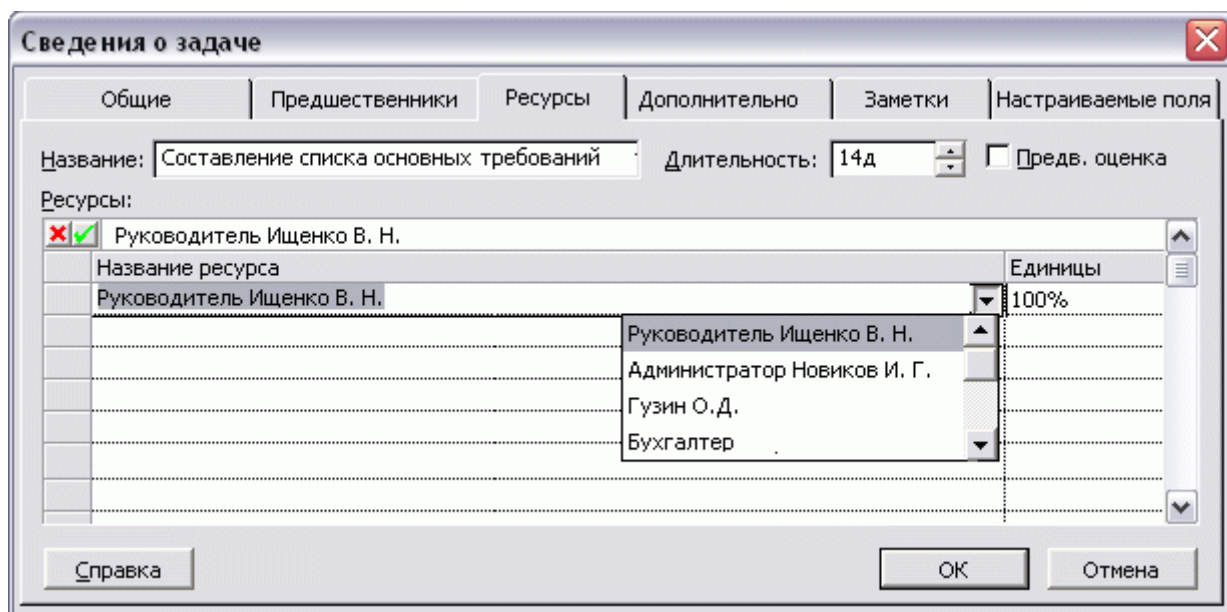 Сведения о задаче
Общие Предшественники Ресурсы Дополнительно Заметки Настраиваемые поля
Название: Составление списка основных требований Длительность: 14д Предв. оценка
Ресурсы:
Руководитель Ищенко В. Н.
Название ресурса Единицы
Руководитель Ищенко В. Н. 100%
Руководитель Ищенко В. Н.
Администратор Новиков И. Г.
Гузин О.Д.
Бухгалтер
Справка ОК Отмена